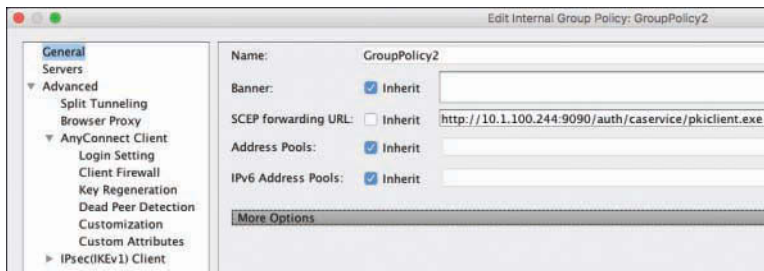 Edit Internal Group Policy: GroupPolicy2
General
Servers
Advanced
Split Tunneling
Browser Proxy
AnyConnect Client
Login Setting
Client Firewall
Key Regeneration
Dead Peer Detection
Customization
Custom Attributes
IPsec(IKEv1) Client
Name: GroupPolicy2
Banner: Inherit
SCEP forwarding URL: Inherit http://10.1.100.244:9090/auth/caservice/pkiclient.exe
Address Pools: Inherit
IPv6 Address Pools: Inherit
More Options